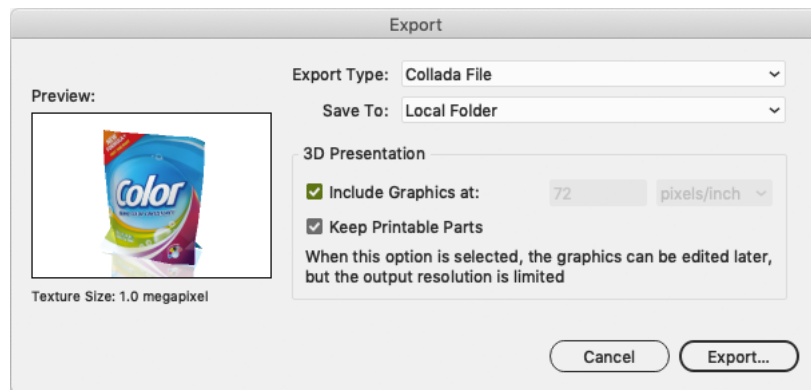 Export
Export Type: Collada File
Preview:
Save To: Local Folder
3D Presentation
Include Graphics at: 72 pixels/inch
Keep Printable Parts
When this option is selected, the graphics can be edited later,
but the output resolution is limited
Color
Texture Size: 1.0 megapixel
Cancel Export...